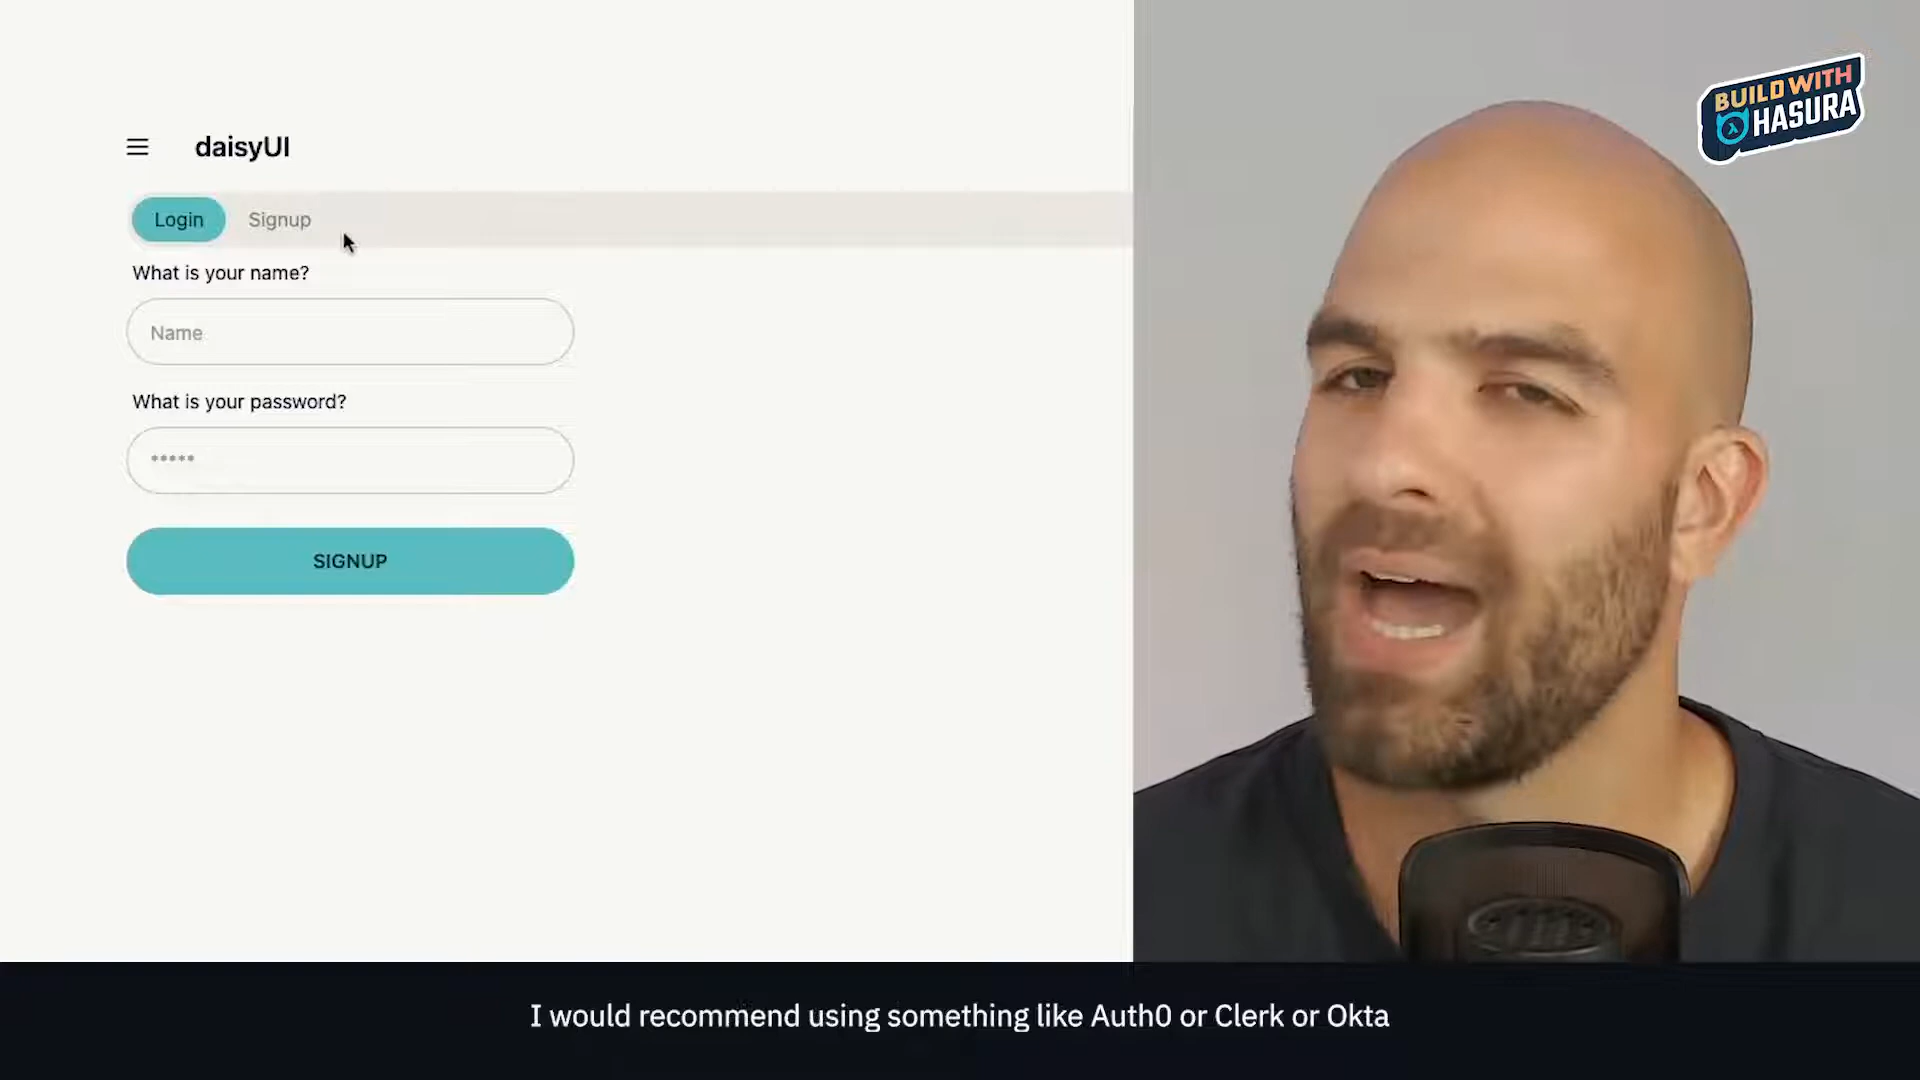 BUILD WITH
HASURA
daisyUI
Login Signup
What is your name?
Name
What is your password?
*****
SIGNUP
I would recommend using something like Auth0 or Clerk or Okta